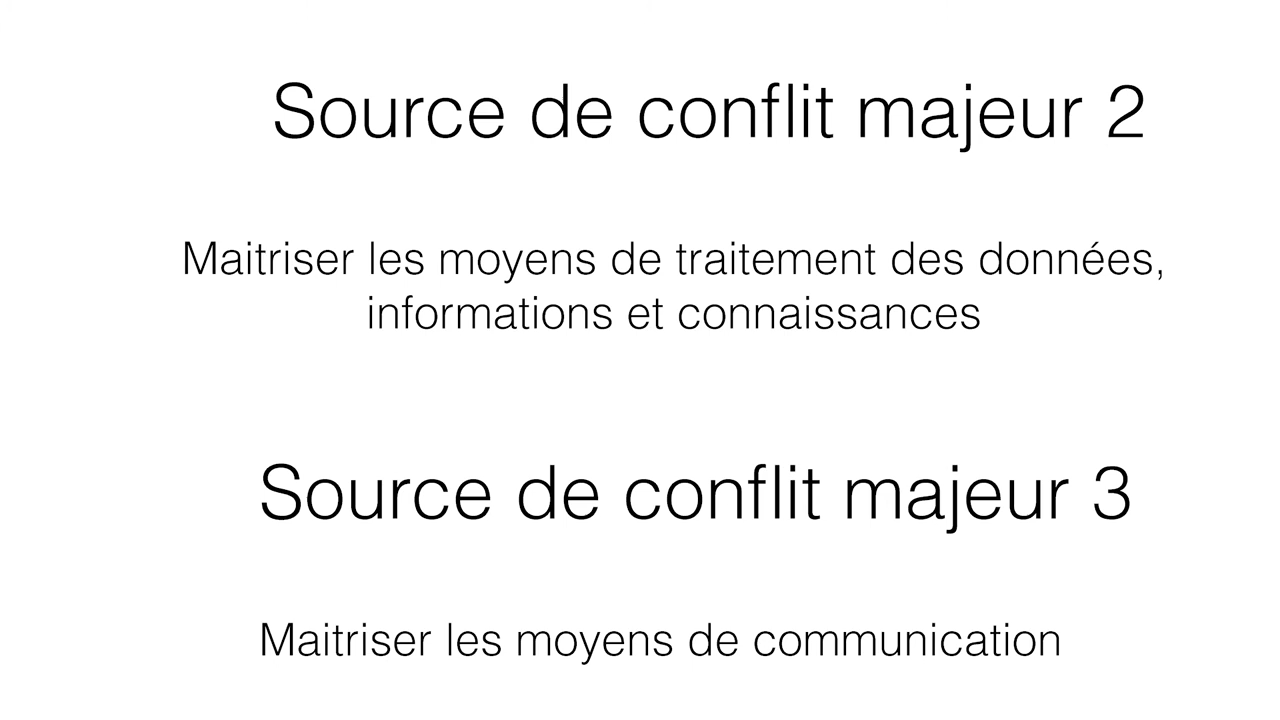 Source de conflit majeur 2
Maitriser les moyens de traitement des données,
informations et connaissances
Source de conflit majeur 3
Maitriser les moyens de communication